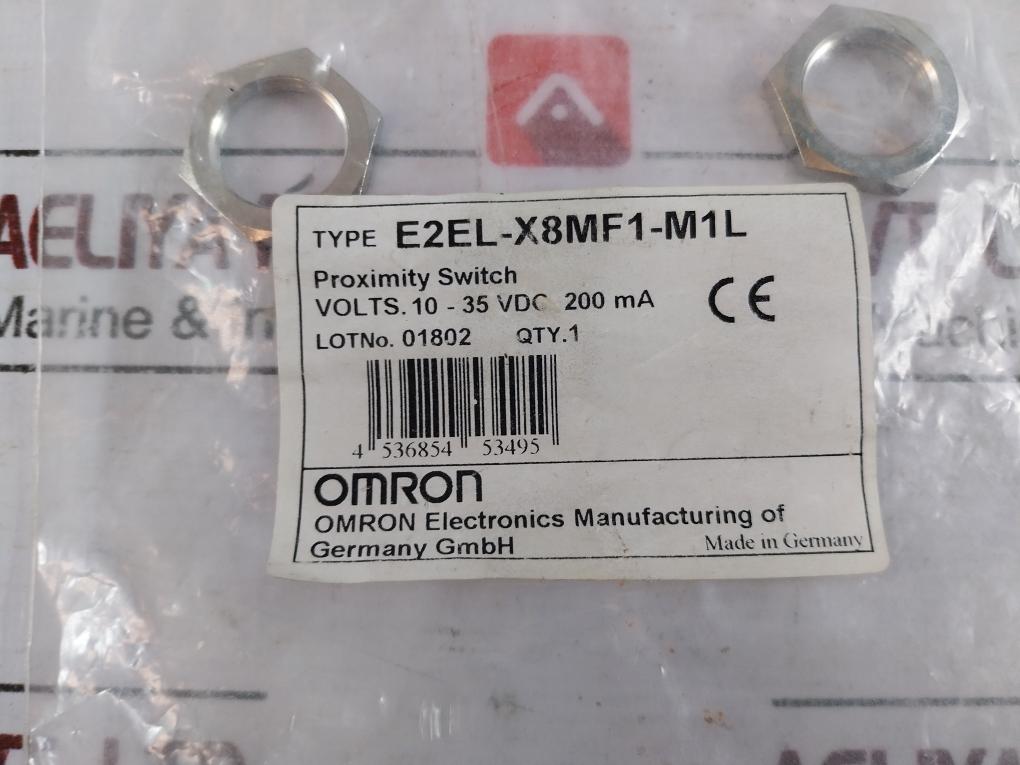 Marine &
TYPE E2EL-X8MF1-M1L
Proximity Switch
VOLTS. 10 - 35 VDC 200 mA
CE
LOTNo. 01802 QTY.1
4 536854 53495
OMRON
OMRON Electronics Manufacturing of
Germany GmbH
Made in Germany